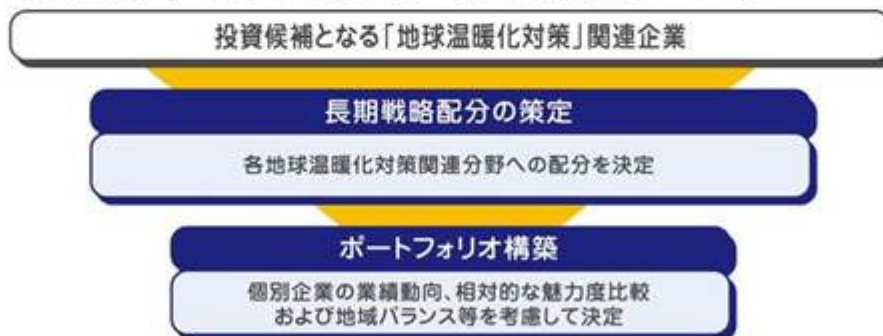 投資候補となる「地球温暖化対策」関連企業
長期戦略配分の策定
各地球温暖化対策関連分野への配分を決定
ポートフォリオ構築
個別企業の業績動向、相対的な魅力度比較
および地域バランス等を考慮して決定